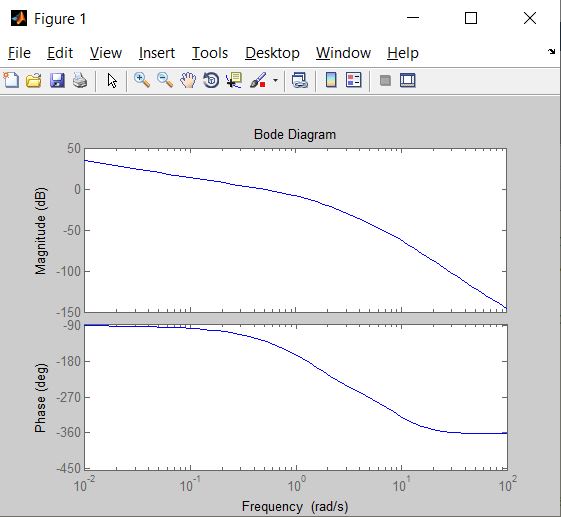 Figure 1
File Edit View Insert Tools Desktop Window Help
Bode Diagram
Magnitude (dB)
50
0
-50
-100
-150
Phase (deg)
-90
-180
-270
-360
-450
10^-2 10^-1 10^0 10^1 10^2
Frequency (rad/s)